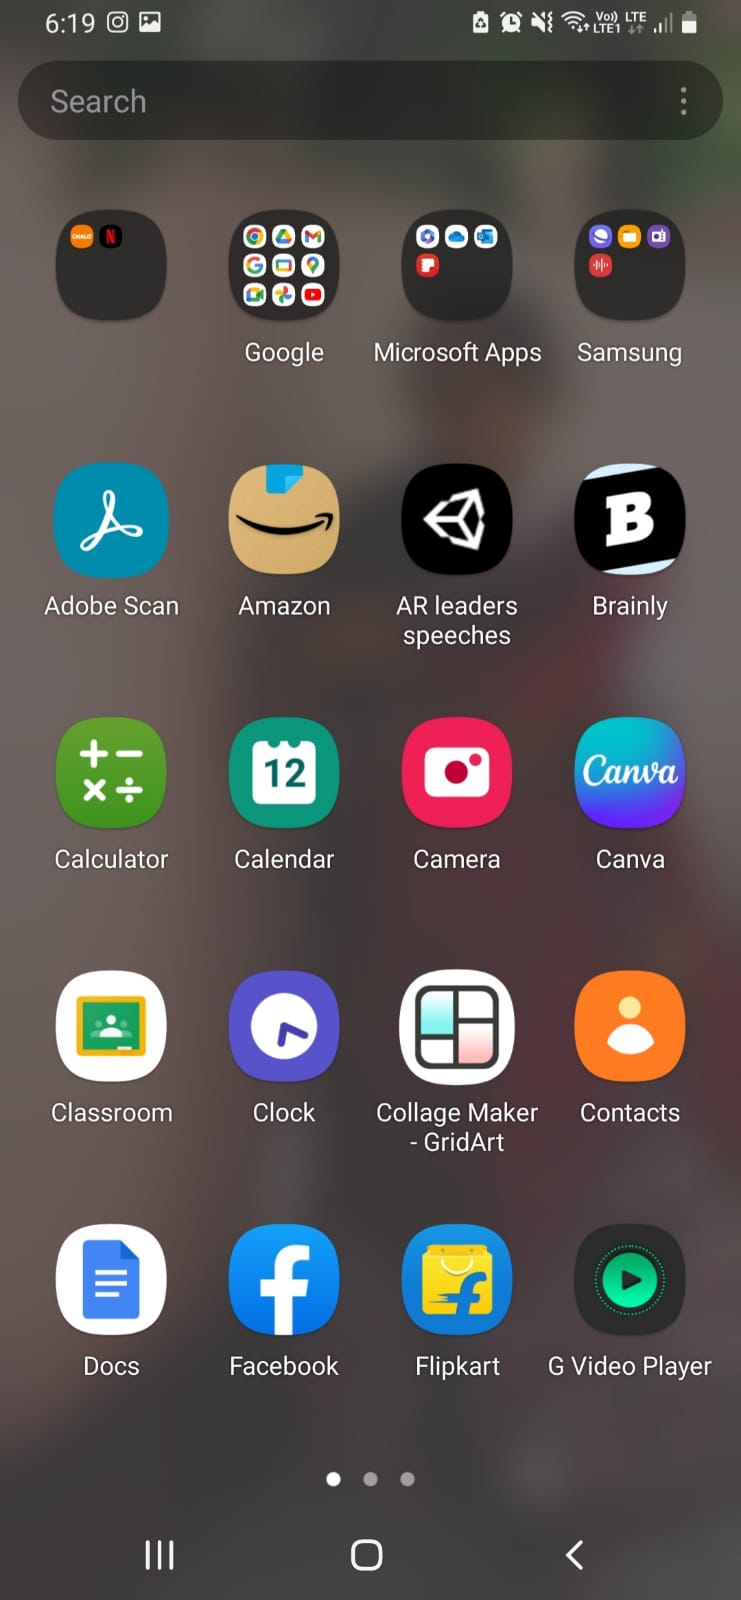 6:19
Vo)) LTE
LTE1
Search
CHALO N
Google
Microsoft Apps
Samsung
Adobe Scan
Amazon
AR leaders
speeches
B
Brainly
Calculator
12
Calendar
Camera
Canva
Canva
Classroom
Clock
Collage Maker
- GridArt
Contacts
Docs
Facebook
Flipkart
G Video Player